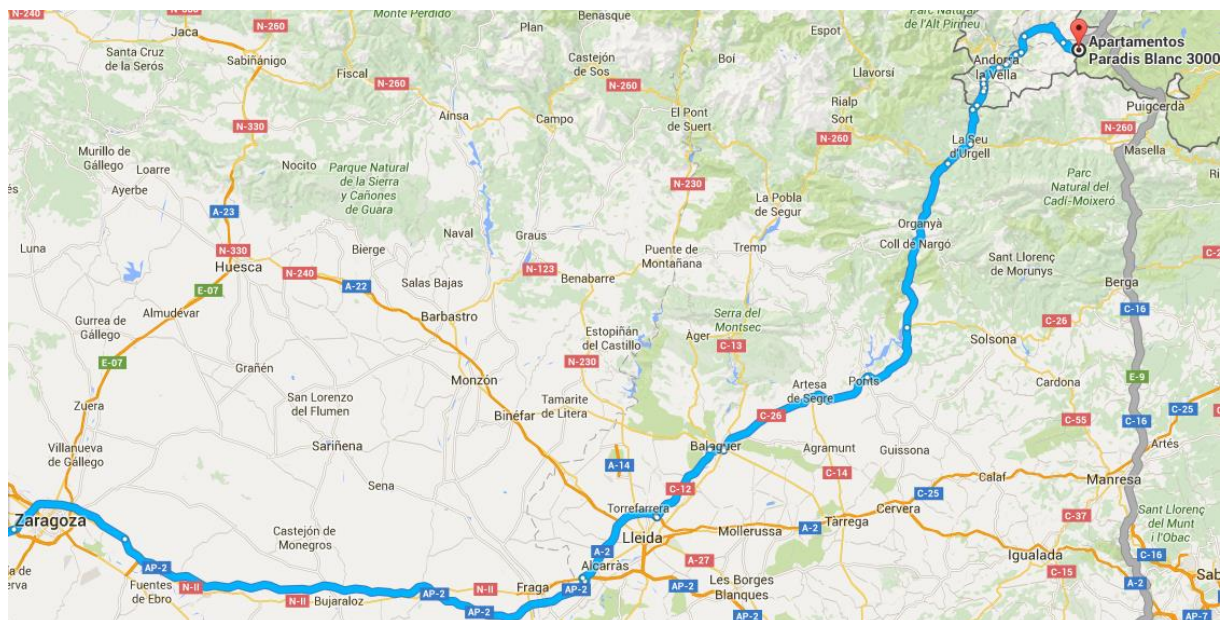 N-240
Jaca
N-260
Monte Perdido
Plan
Benasque
Espot
Parc Natural
de l'Alt Pirineu
Apartamentos
Paradis Blanc 3000
Santa Cruz
de la Serós
Sabiñánigo
Fiscal
N-260
Castejón
de Sos
Boí
Llavorsí
Andorra
la Vella
N-260
Puigcerdà
N-330
Aínsa
Campo
El Pont
de Suert
Rialp
Sort
N-260
La Seu
d'Urgell
N-260
Masella
Murillo de
Gállego
Loarre
Ayerbe
Nocito
Parque Natural
de la Sierra
y Cañones
de Guara
N-230
La Pobla
de Segur
Parc
Natural del
Cadí-Moixeró
A-23
Luna
N-330
Huesca
Bierge
Naval
Graus
Puente de
Montañana
Tremp
Organyà
Coll de Nargó
Sant Llorenç
de Morunys
N-240
A-22
Salas Bajas
N-123
Benabarre
Berga
E-07
Almudévar
Barbastro
Gurrea de
Gállego
Estopiñán
del Castillo
Serra del
Montsec
Àger
C-13
C-26
C-16
Solsona
E-07
Grañén
N-230
Monzón
Artesa
de Segre
Ponts
Cardona
E-9
Zuera
San Lorenzo
del Flumen
Tamarite
de Litera
Binéfar
C-26
C-55
C-25
C-16
Villanueva
de Gállego
Sariñena
Balaguer
Agramunt
Guissona
Artés
A-14
Sena
C-12
C-14
Calaf
Manresa
C-25
Zaragoza
Torrefarrera
Cervera
Castejón de
Monegros
Lleida
Mollerussa
A-2
Tàrrega
C-37
Sant Llorenç
del Munt
i l'Obac
A-2
Alcarràs
A-27
Igualada
C-16
AP-2
Fuentes
de Ebro
N-II
N-II
Bujaraloz
AP-2
N-II
Fraga
AP-2
AP-2
Les Borges
Blanques
C-15
A-2
AP-2
AP-2
AP-7